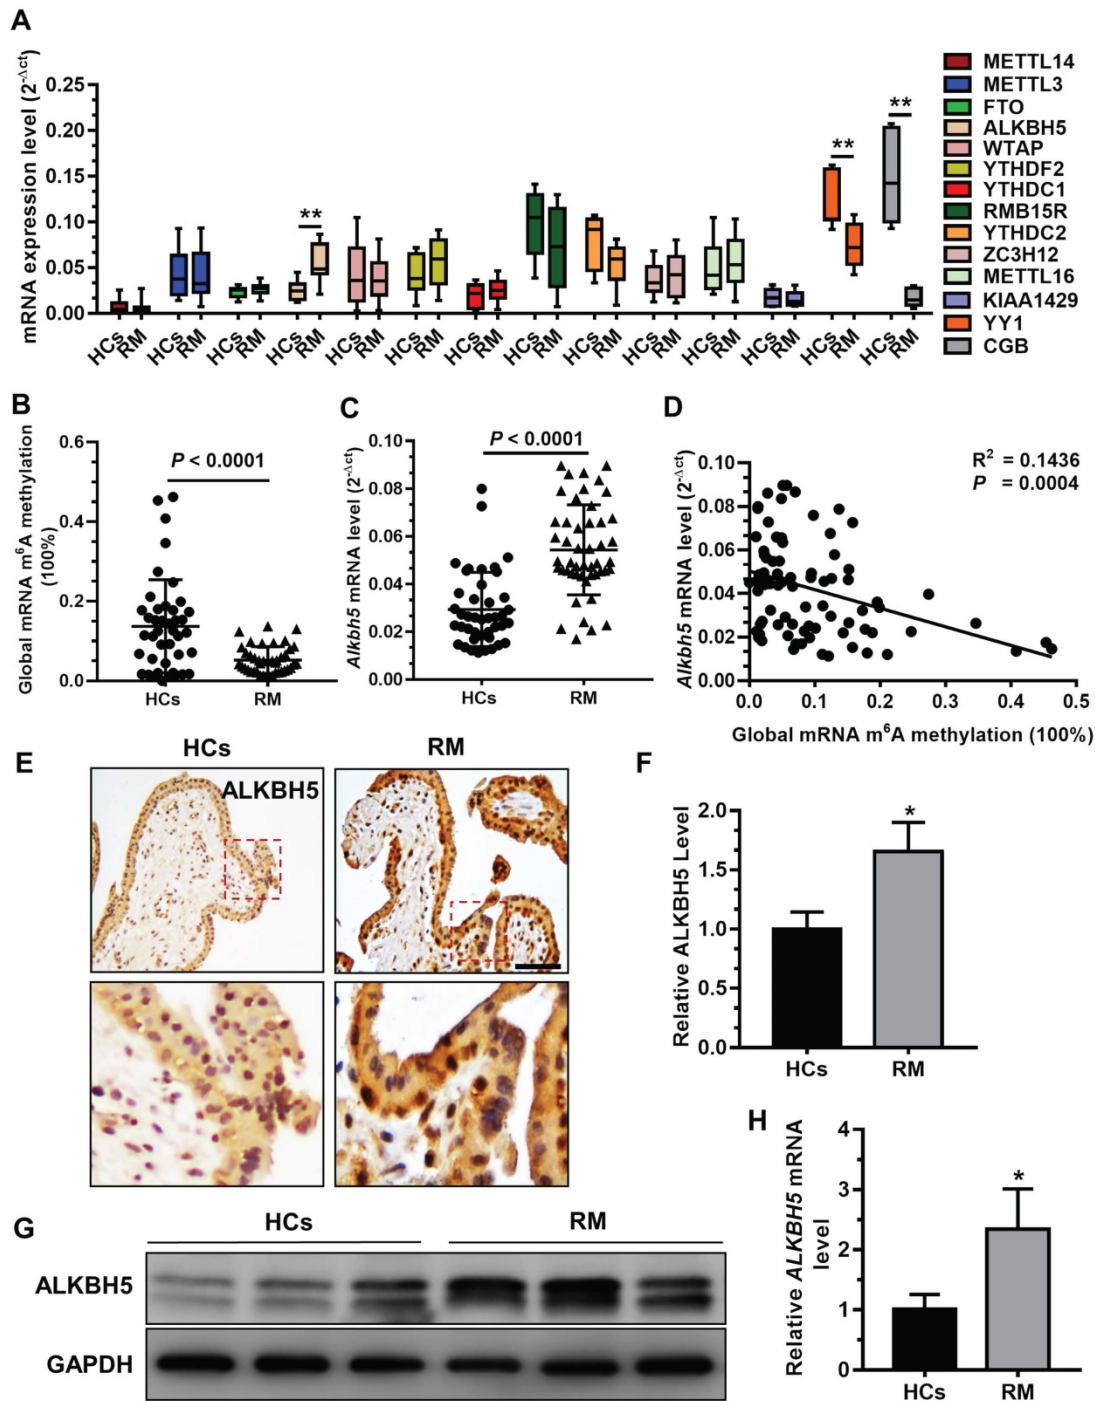 A
mRNA expression level (2^-Δct)
0.25
0.20
0.15
0.10
0.05
0.00
**
**
**
HCs RM HCs RM HCs RM HCs RM HCs RM HCs RM HCs RM HCs RM HCs RM HCs RM HCs RM HCs RM HCs RM HCs RM
METTL14
METTL3
FTO
ALKBH5
WTAP
YTHDF2
YTHDC1
RMB15R
YTHDC2
ZC3H12
METTL16
KIAA1429
YY1
CGB
B
Global mRNA m⁶A methylation
(100%)
0.6
0.4
0.2
0.0
P < 0.0001
HCs RM
C
Alkbh5 mRNA level (2^-Δct)
0.10
0.08
0.06
0.04
0.02
0.00
P < 0.0001
HCs RM
D
Alkbh5 mRNA level (2^-Δct)
0.10
0.08
0.06
0.04
0.02
0.00
R² = 0.1436
P = 0.0004
0.0 0.1 0.2 0.3 0.4 0.5
Global mRNA m⁶A methylation (100%)
E
HCs RM
ALKBH5
F
Relative ALKBH5 Level
2.0
1.5
1.0
0.5
0.0
*
HCs RM
G
HCs RM
ALKBH5
GAPDH
H
Relative ALKBH5 mRNA
level
4
3
2
1
0
*
HCs RM